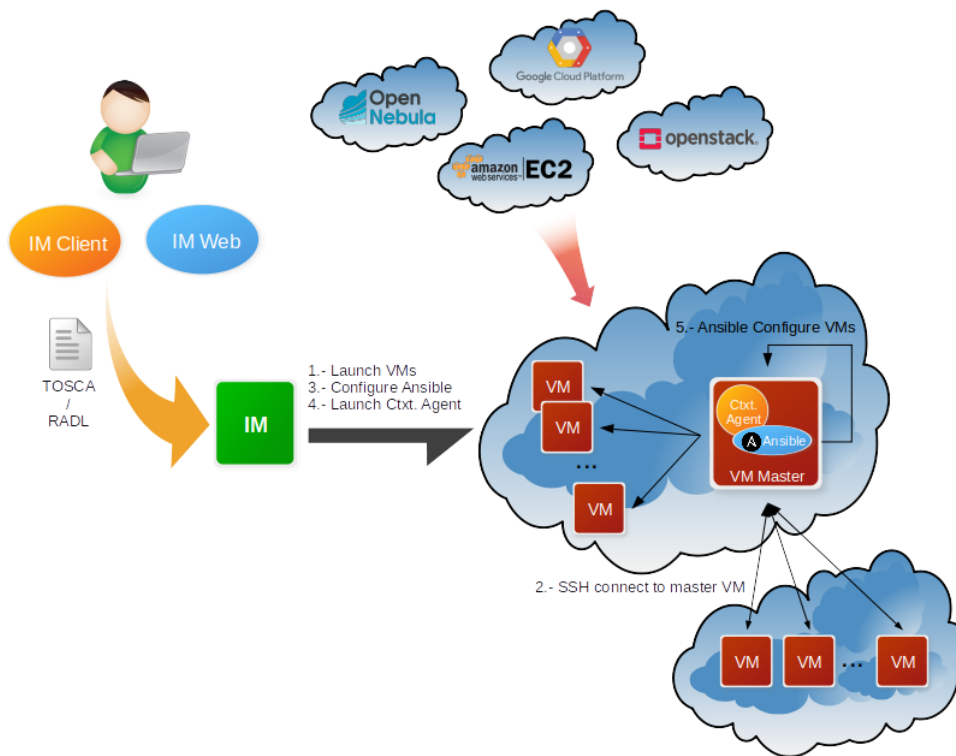 Google Cloud Platform
Open
Nebula
openstack.
amazon
web services™
EC2
IM Client
IM Web
TOSCA
/
RADL
IM
1.- Launch VMs
3.- Configure Ansible
4.- Launch Ctxt. Agent
5.- Ansible Configure VMs
VM
VM
...
VM
Ctxt.
Agent
A Ansible
VM Master
2.- SSH connect to master VM
VM
VM
...
VM